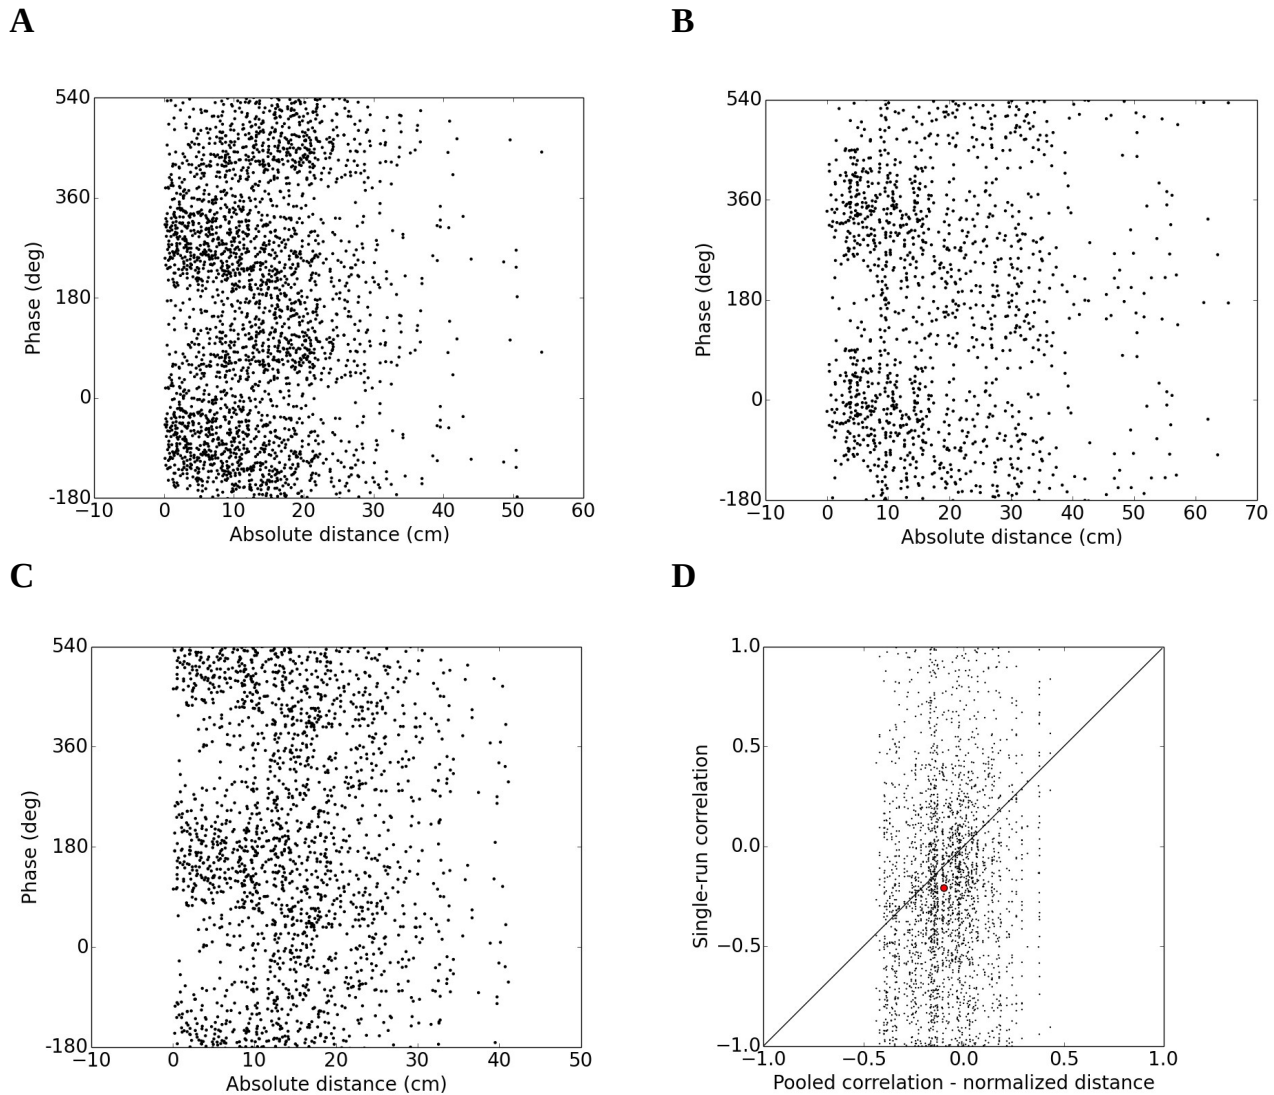 A
B
540
360
180
0
-180
Phase (deg)
−10 0 10 20 30 40 50 60
Absolute distance (cm)
540
360
180
0
-180
Phase (deg)
−10 0 10 20 30 40 50 60 70
Absolute distance (cm)
C
D
540
360
180
0
-180
Phase (deg)
−10 0 10 20 30 40 50
Absolute distance (cm)
1.0
0.5
0.0
−0.5
−1.0
Single-run correlation
−1.0 −0.5 0.0 0.5 1.0
Pooled correlation - normalized distance